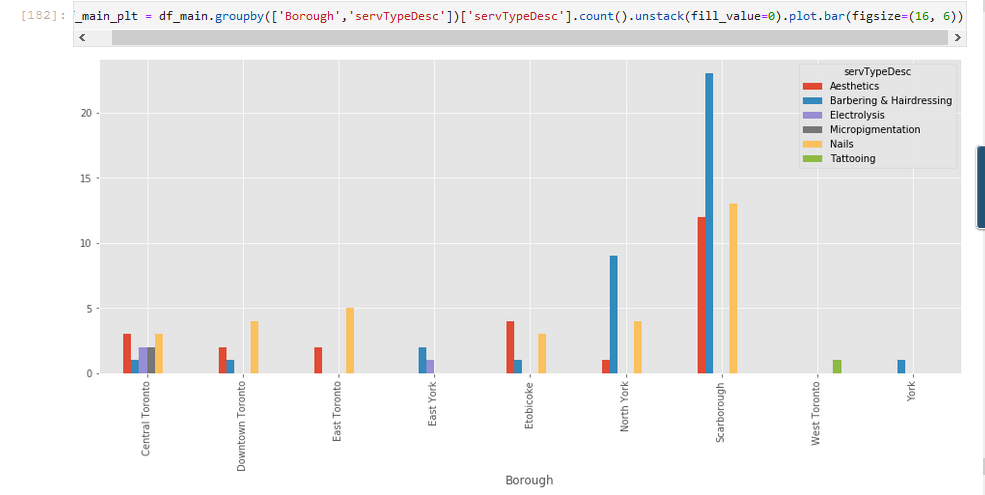 [182]: _main_plt = df_main.groupby(['Borough','servTypeDesc'])['servTypeDesc'].count().unstack(fill_value=0).plot.bar(figsize=(16, 6))
servTypeDesc
Aesthetics
Barbering & Hairdressing
Electrolysis
Micropigmentation
Nails
Tattooing
20
15
10
5
0
Central Toronto
Downtown Toronto
East Toronto
East York
Etobicoke
North York
Scarborough
West Toronto
York
Borough